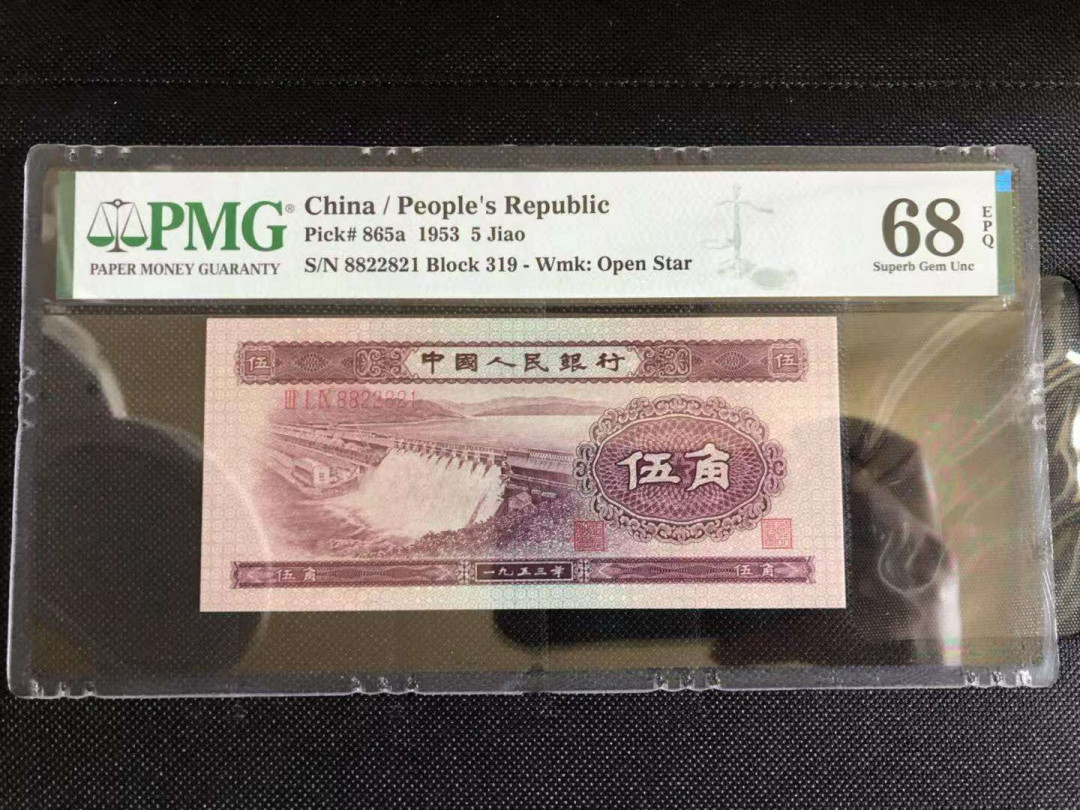 PMG®
PAPER MONEY GUARANTY
China / People's Republic
Pick# 865a 1953 5 Jiao
S/N 8822821 Block 319 - Wmk: Open Star
68
EPQ
Superb Gem Unc
伍 中國人民銀行 伍
III I IX 8822821
伍角
伍角 一九五三年 伍角